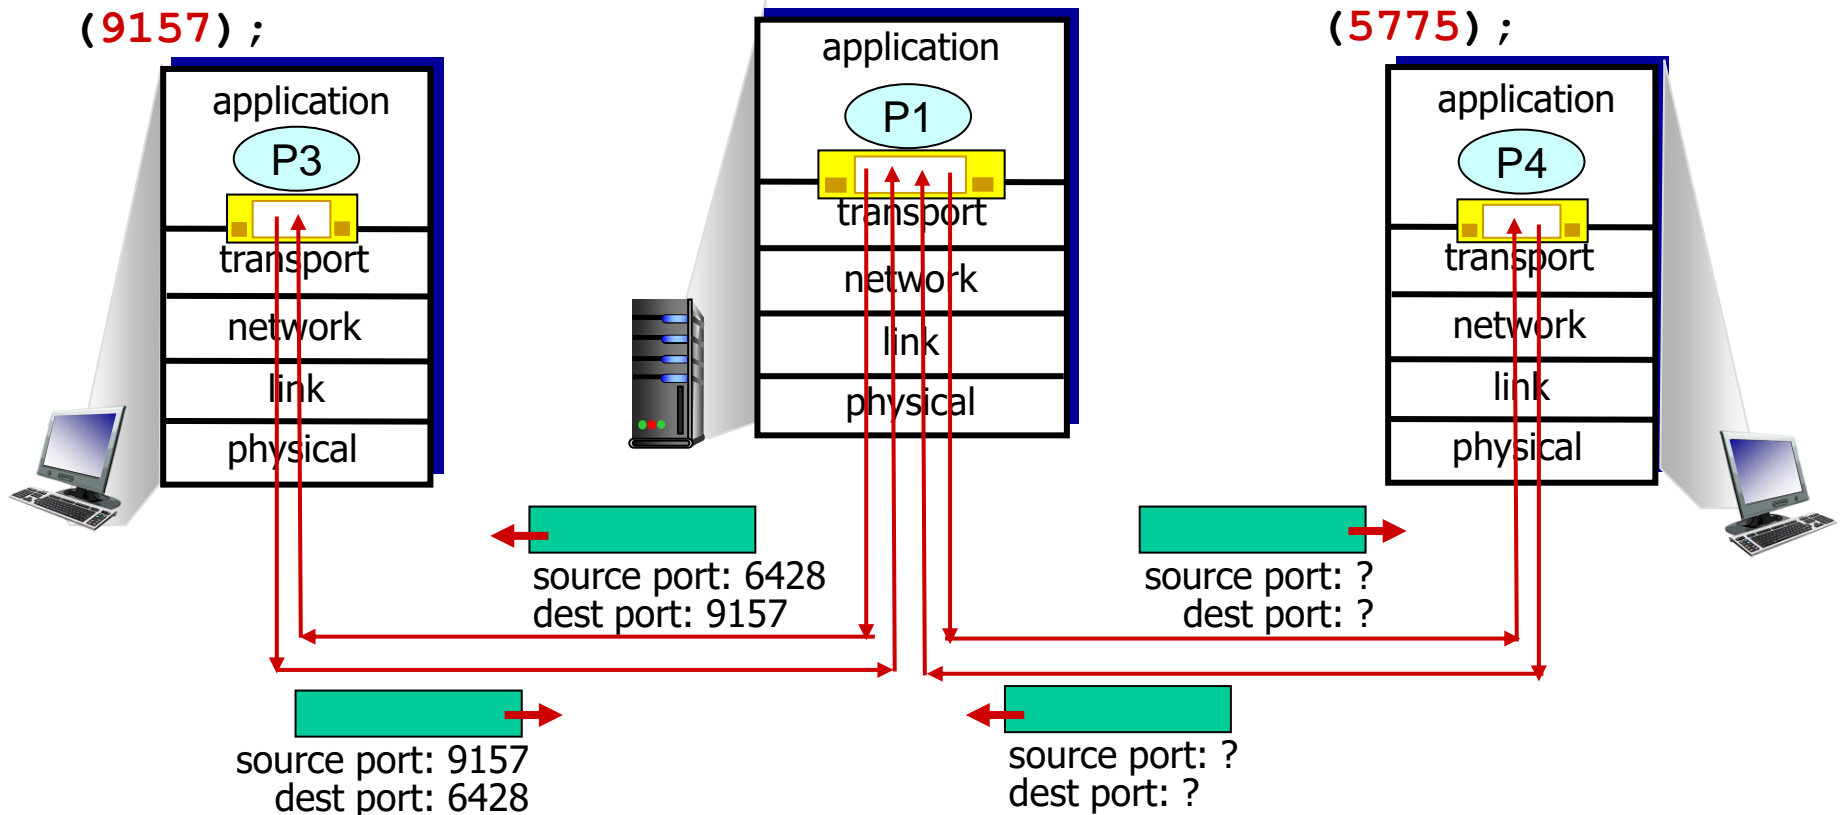 (9157);
application
P3
transport
network
link
physical
application
P1
transport
network
link
physical
(5775);
application
P4
transport
network
link
physical
source port: 6428
dest port: 9157
source port: ?
dest port: ?
source port: 9157
dest port: 6428
source port: ?
dest port: ?